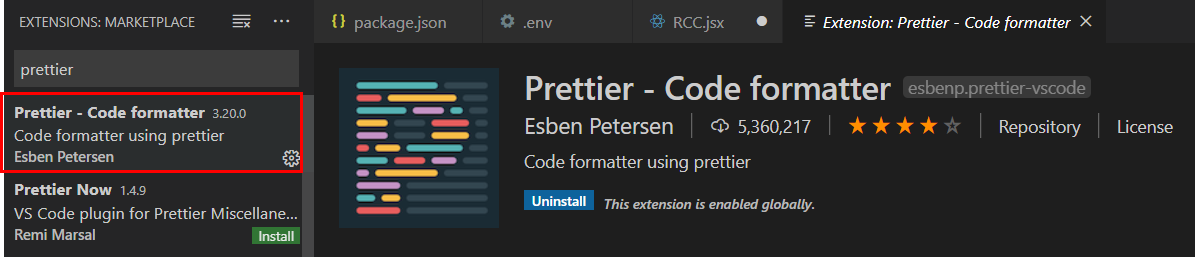 EXTENSIONS: MARKETPLACE
prettier
Prettier - Code formatter 3.20.0
Code formatter using prettier
Esben Petersen
Prettier Now 1.4.9
VS Code plugin for Prettier Miscellane...
Remi Marsal Install
{} package.json .env RCC.jsx Extension: Prettier - Code formatter
Prettier - Code formatter esbenp.prettier-vscode
Esben Petersen 5,360,217 Repository License
Code formatter using prettier
Uninstall This extension is enabled globally.